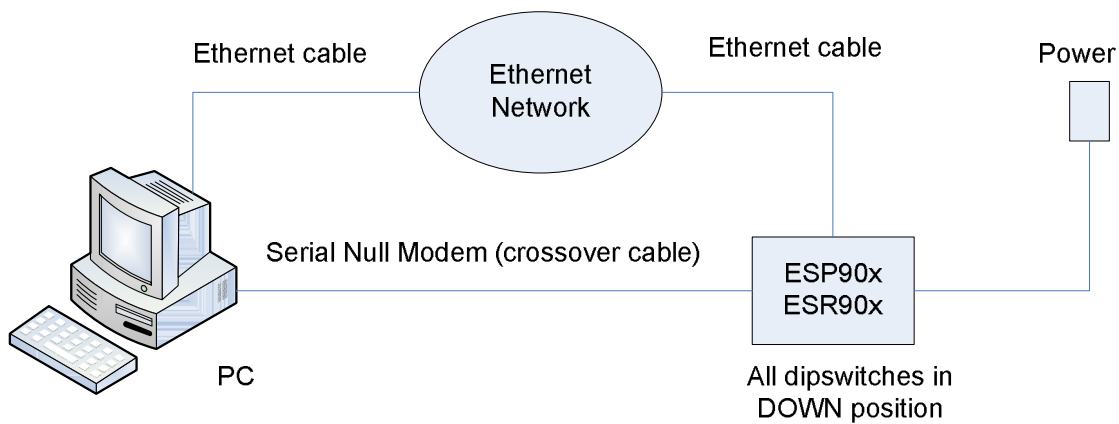 Ethernet cable
Ethernet
Network
Ethernet cable
Power
Serial Null Modem (crossover cable)
ESP90x
ESR90x
PC
All dipswitches in
DOWN position